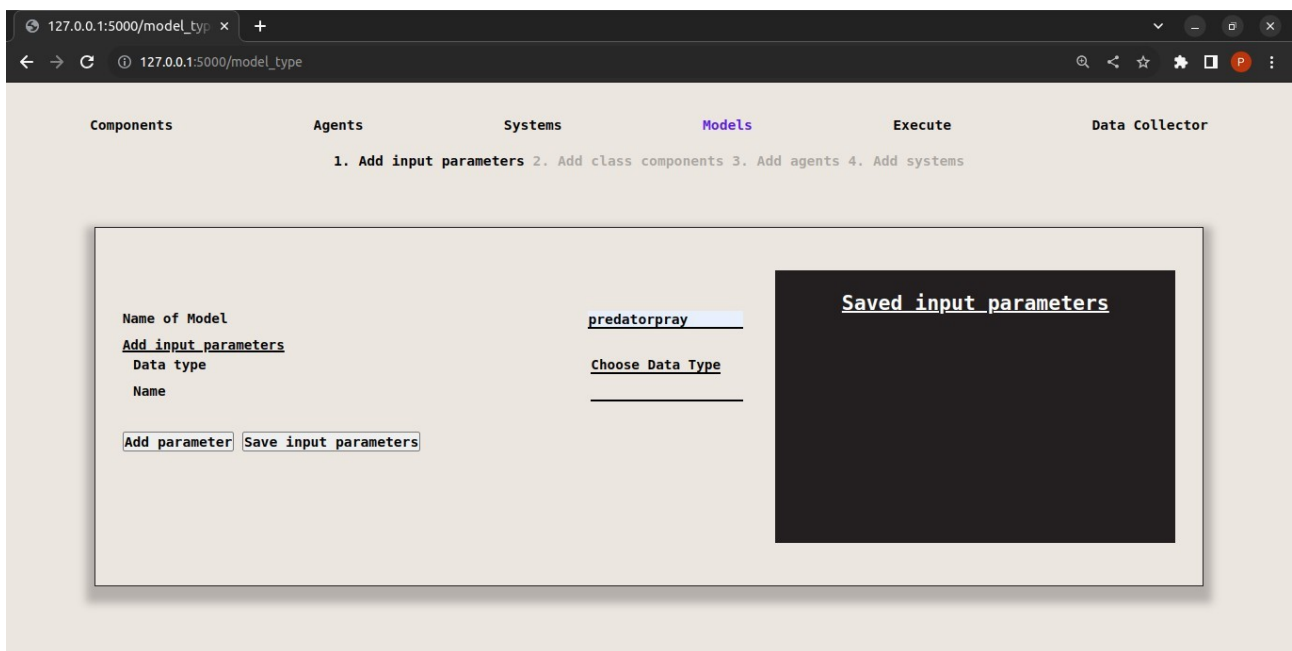 127.0.0.1:5000/model_typ
127.0.0.1:5000/model_type
P
Components Agents Systems Models Execute Data Collector
1. Add input parameters 2. Add class components 3. Add agents 4. Add systems
Saved input parameters
Name of Model predatorpray
Add input parameters
Data type Choose Data Type
Name
Add parameter Save input parameters